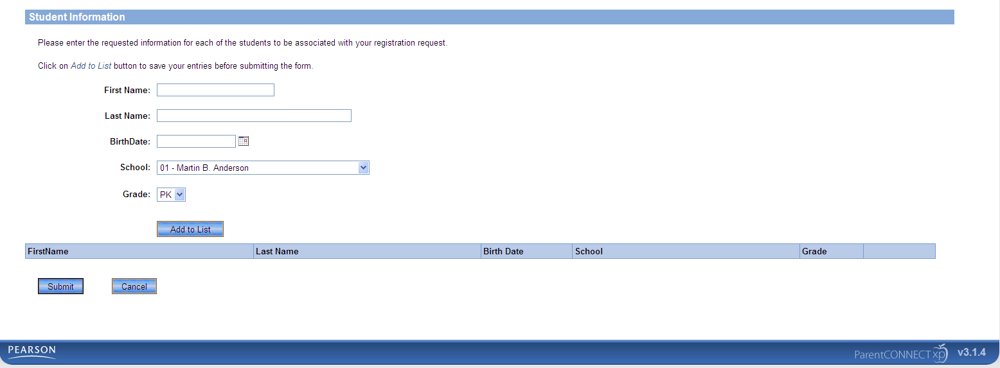 Student Information
Please enter the requested information for each of the students to be associated with your registration request.
Click on Add to List button to save your entries before submitting the form.
First Name:
Last Name:
BirthDate:
School: 01 - Martin B. Anderson
Grade: PK
Add to List
FirstName Last Name Birth Date School Grade
Submit Cancel
PEARSON ParentCONNECTxp v3.1.4